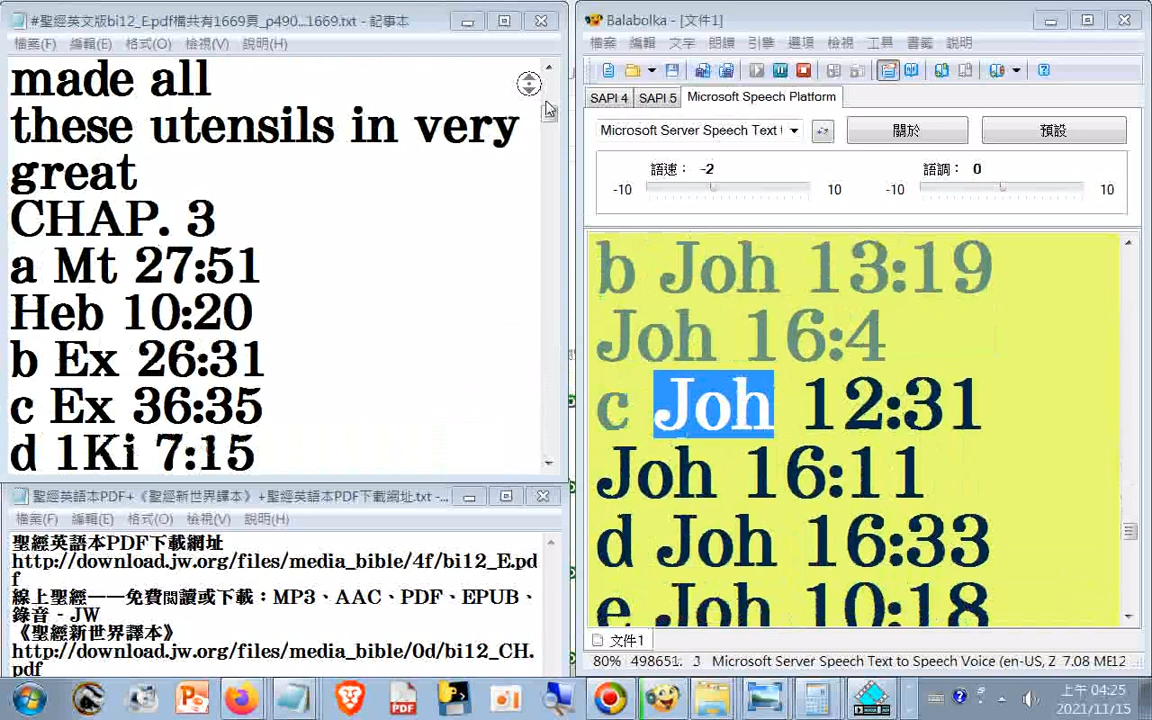 #聖經英文版bi12_E.pdf檔共有1669頁_p490...1669.txt - 記事本
檔案(F) 編輯(E) 格式(O) 檢視(V) 說明(H)
made all
these utensils in very
great
CHAP. 3
a Mt 27:51
Heb 10:20
b Ex 26:31
c Ex 36:35
d 1Ki 7:15
聖經英語本PDF+《聖經新世界譯本》+聖經英語本PDF下載網址.txt -...
檔案(F) 編輯(E) 格式(O) 檢視(V) 說明(H)
聖經英語本PDF下載網址
http://download.jw.org/files/media_bible/4f/bi12_E.pd
f
線上聖經——免費閱讀或下載：MP3、AAC、PDF、EPUB、
錄音 - JW
《聖經新世界譯本》
http://download.jw.org/files/media_bible/0d/bi12_CH.
pdf
Balabolka - [文件1]
檔案 編輯 文字 朗讀 引擎 選項 檢視 工具 書籤 說明
SAPI 4 SAPI 5 Microsoft Speech Platform
Microsoft Server Speech Text 關於 預設
語速： -2 語調： 0
-10 10 -10 10
b Joh 13:19
Joh 16:4
c Joh 12:31
Joh 16:11
d Joh 16:33
e Joh 10:18
文件1
80% 498651. Microsoft Server Speech Text to Speech Voice (en-US, Z 7.08 ME12
上午 04:25
2021/11/15